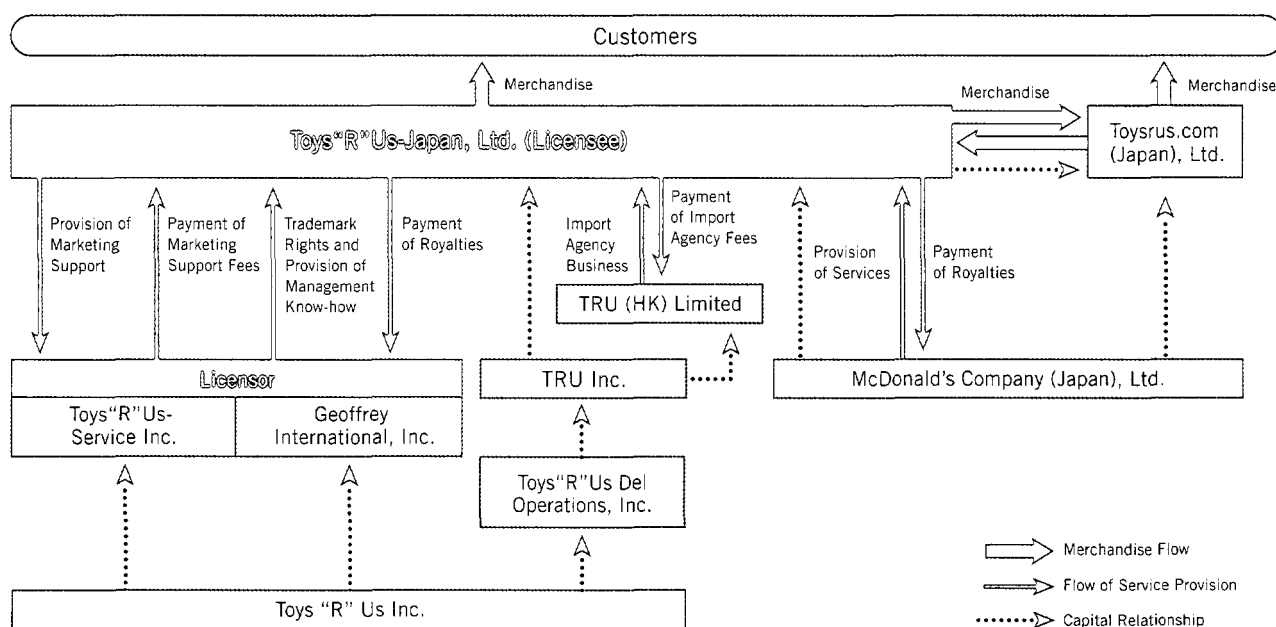 Customers
Merchandise
Merchandise
Merchandise
Toys“R”Us-Japan, Ltd. (Licensee)
Toysrus.com
(Japan), Ltd.
Provision of
Marketing
Support
Payment of
Marketing
Support Fees
Trademark
Rights and
Provision of
Management
Know-how
Payment
of Royalties
Import
Agency
Business
Payment
of Import
Agency Fees
Provision
of Services
Payment
of Royalties
TRU (HK) Limited
Licensor
TRU Inc.
McDonald’s Company (Japan), Ltd.
Toys“R”Us-
Service Inc.
Geoffrey
International, Inc.
Toys“R”Us Del
Operations, Inc.
Toys “R” Us Inc.
Merchandise Flow
Flow of Service Provision
Capital Relationship